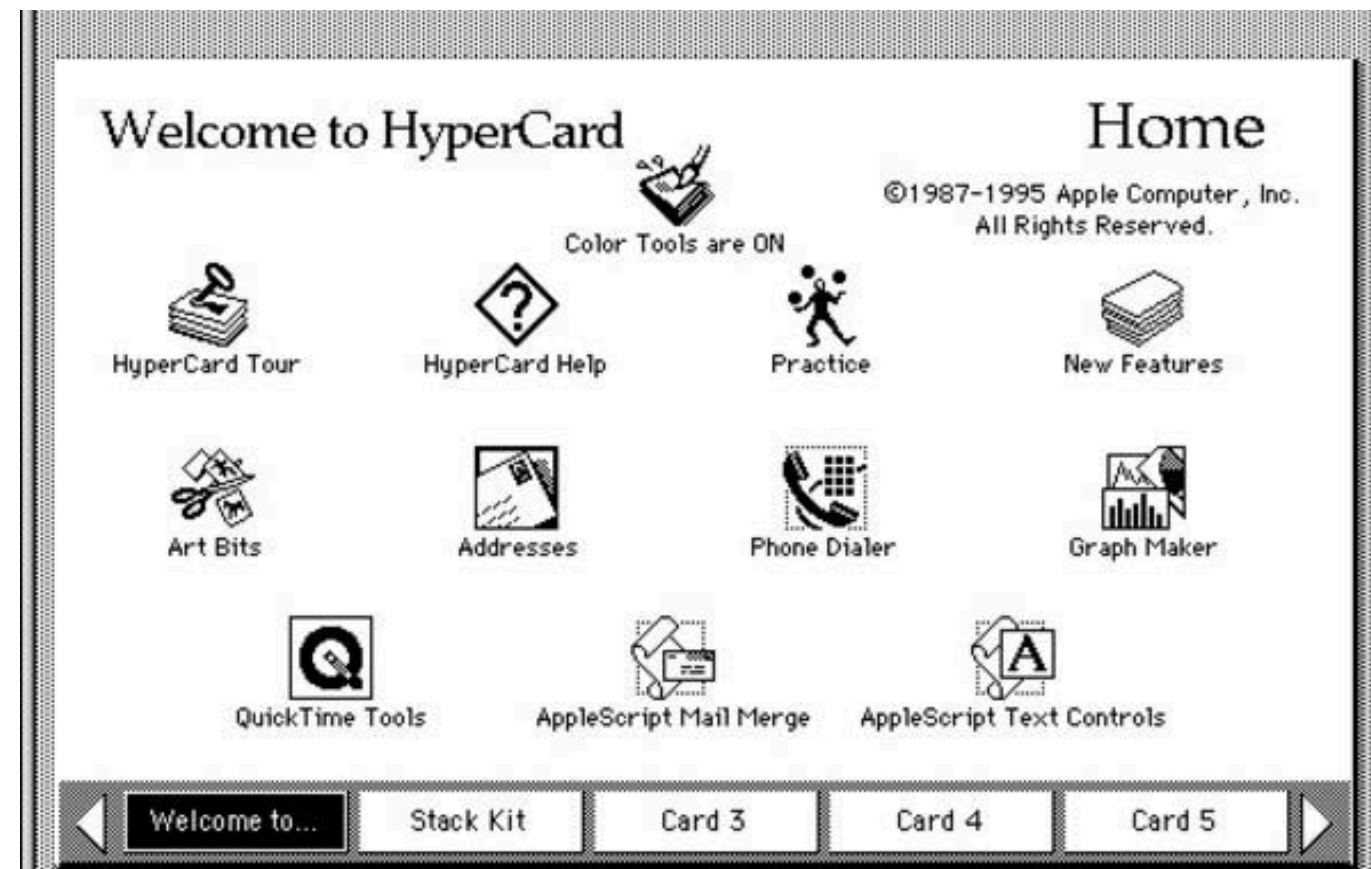 Welcome to HyperCard
Home
©1987-1995 Apple Computer, Inc.
All Rights Reserved.
Color Tools are ON
HyperCard Tour
HyperCard Help
Practice
New Features
Art Bits
Addresses
Phone Dialer
Graph Maker
QuickTime Tools
AppleScript Mail Merge
AppleScript Text Controls
Welcome to...
Stack Kit
Card 3
Card 4
Card 5